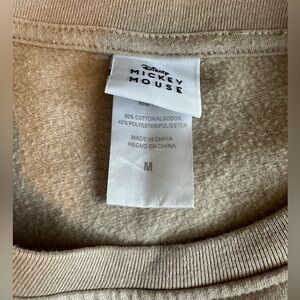 Disney
MICKEY
MOUSE
60% COTTON/ALGODON
40% POLYESTER/POLIESTER
MADE IN CHINA
HECHO EN CHINA
M